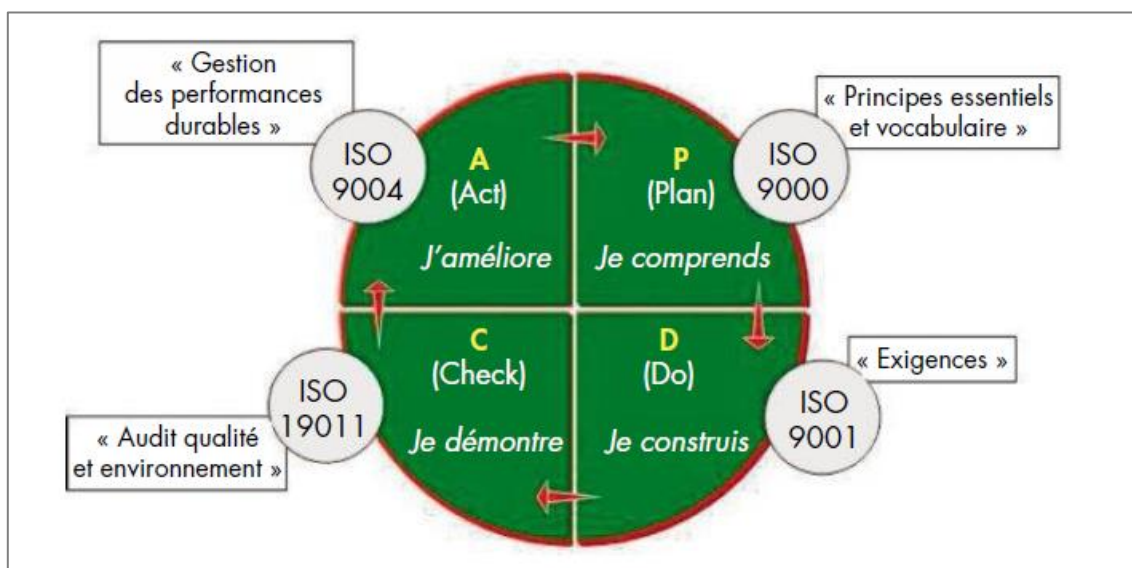 « Gestion
des performances
durables »
ISO
9004
A
(Act)
J'améliore
P
(Plan)
Je comprends
ISO
9000
« Principes essentiels
et vocabulaire »
C
(Check)
Je démontre
ISO
19011
« Audit qualité
et environnement »
D
(Do)
Je construis
ISO
9001
« Exigences »